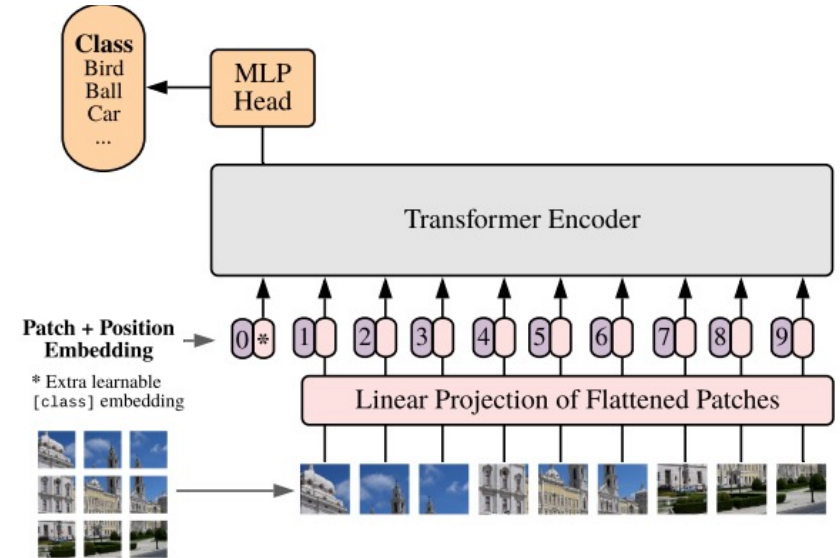 Class
Bird
Ball
Car
...
MLP
Head
Transformer Encoder
Patch + Position
Embedding
0 * 1 2 3 4 5 6 7 8 9
* Extra learnable
[class] embedding
Linear Projection of Flattened Patches